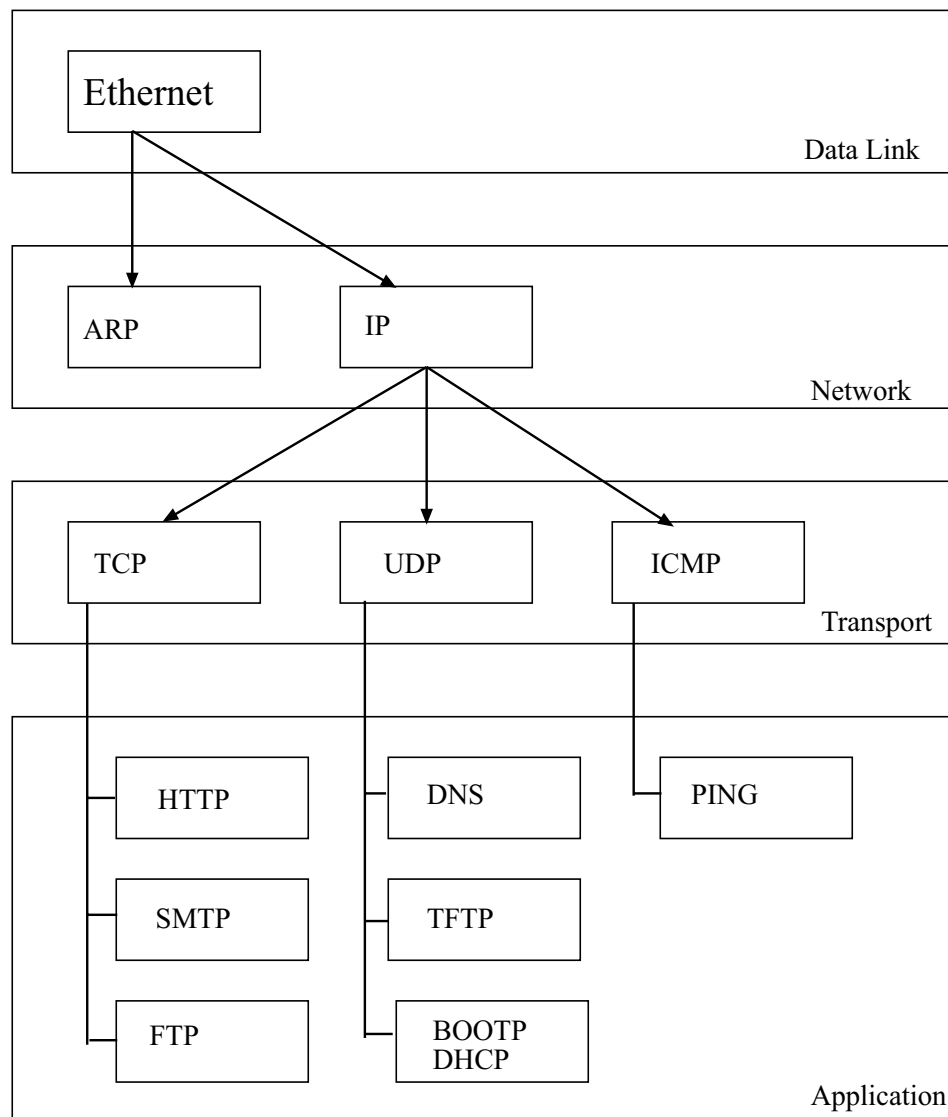 Ethernet
Data Link
ARP
IP
Network
TCP
UDP
ICMP
Transport
HTTP
DNS
PING
SMTP
TFTP
FTP
BOOTP
DHCP
Application